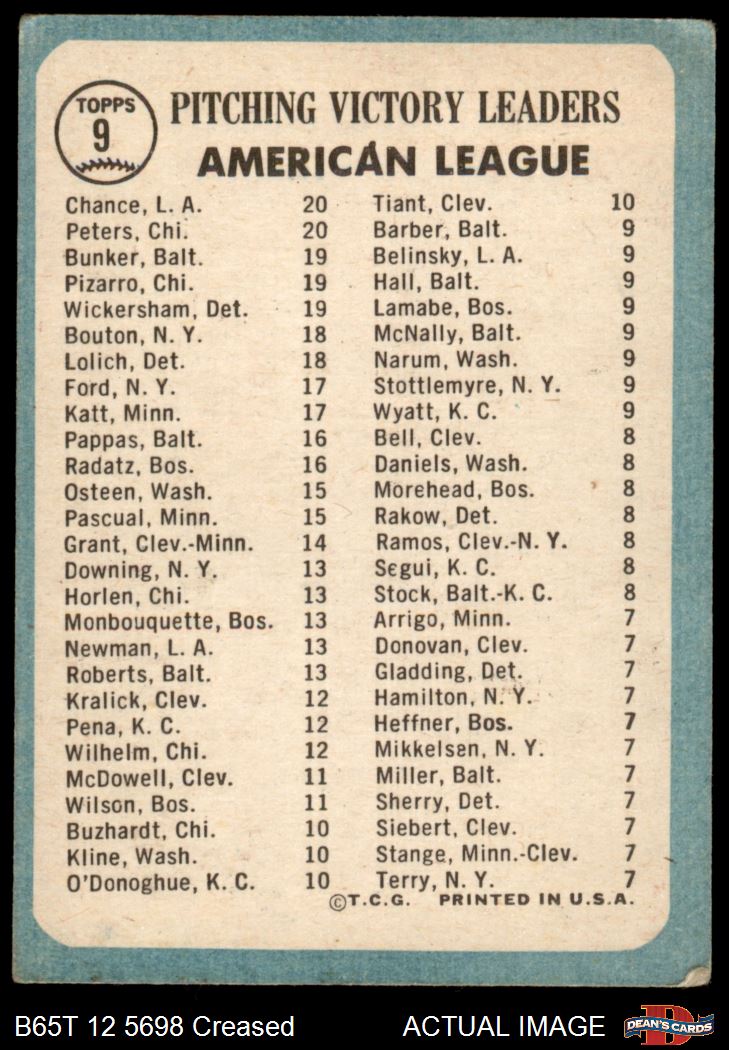 TOPPS
9
PITCHING VICTORY LEADERS
AMERICAN LEAGUE
Chance, L. A. 20
Peters, Chi. 20
Bunker, Balt. 19
Pizarro, Chi. 19
Wickersham, Det. 19
Bouton, N. Y. 18
Lolich, Det. 18
Ford, N. Y. 17
Katt, Minn. 17
Pappas, Balt. 16
Radatz, Bos. 16
Osteen, Wash. 15
Pascual, Minn. 15
Grant, Clev.-Minn. 14
Downing, N. Y. 13
Horlen, Chi. 13
Monbouquette, Bos. 13
Newman, L. A. 13
Roberts, Balt. 13
Kralick, Clev. 12
Pena, K. C. 12
Wilhelm, Chi. 12
McDowell, Clev. 11
Wilson, Bos. 11
Buzhardt, Chi. 10
Kline, Wash. 10
O'Donoghue, K. C. 10
Tiant, Clev. 10
Barber, Balt. 9
Belinsky, L. A. 9
Hall, Balt. 9
Lamabe, Bos. 9
McNally, Balt. 9
Narum, Wash. 9
Stottlemyre, N. Y. 9
Wyatt, K. C. 9
Bell, Clev. 8
Daniels, Wash. 8
Morehead, Bos. 8
Rakow, Det. 8
Ramos, Clev.-N. Y. 8
Segui, K. C. 8
Stock, Balt.-K. C. 8
Arrigo, Minn. 7
Donovan, Clev. 7
Gladding, Det. 7
Hamilton, N. Y. 7
Heffner, Bos. 7
Mikkelsen, N. Y. 7
Miller, Balt. 7
Sherry, Det. 7
Siebert, Clev. 7
Stange, Minn.-Clev. 7
Terry, N. Y. 7
©T.C.G. PRINTED IN U.S.A.
B65T 12 5698 Creased ACTUAL IMAGE
DEAN'S CARDS